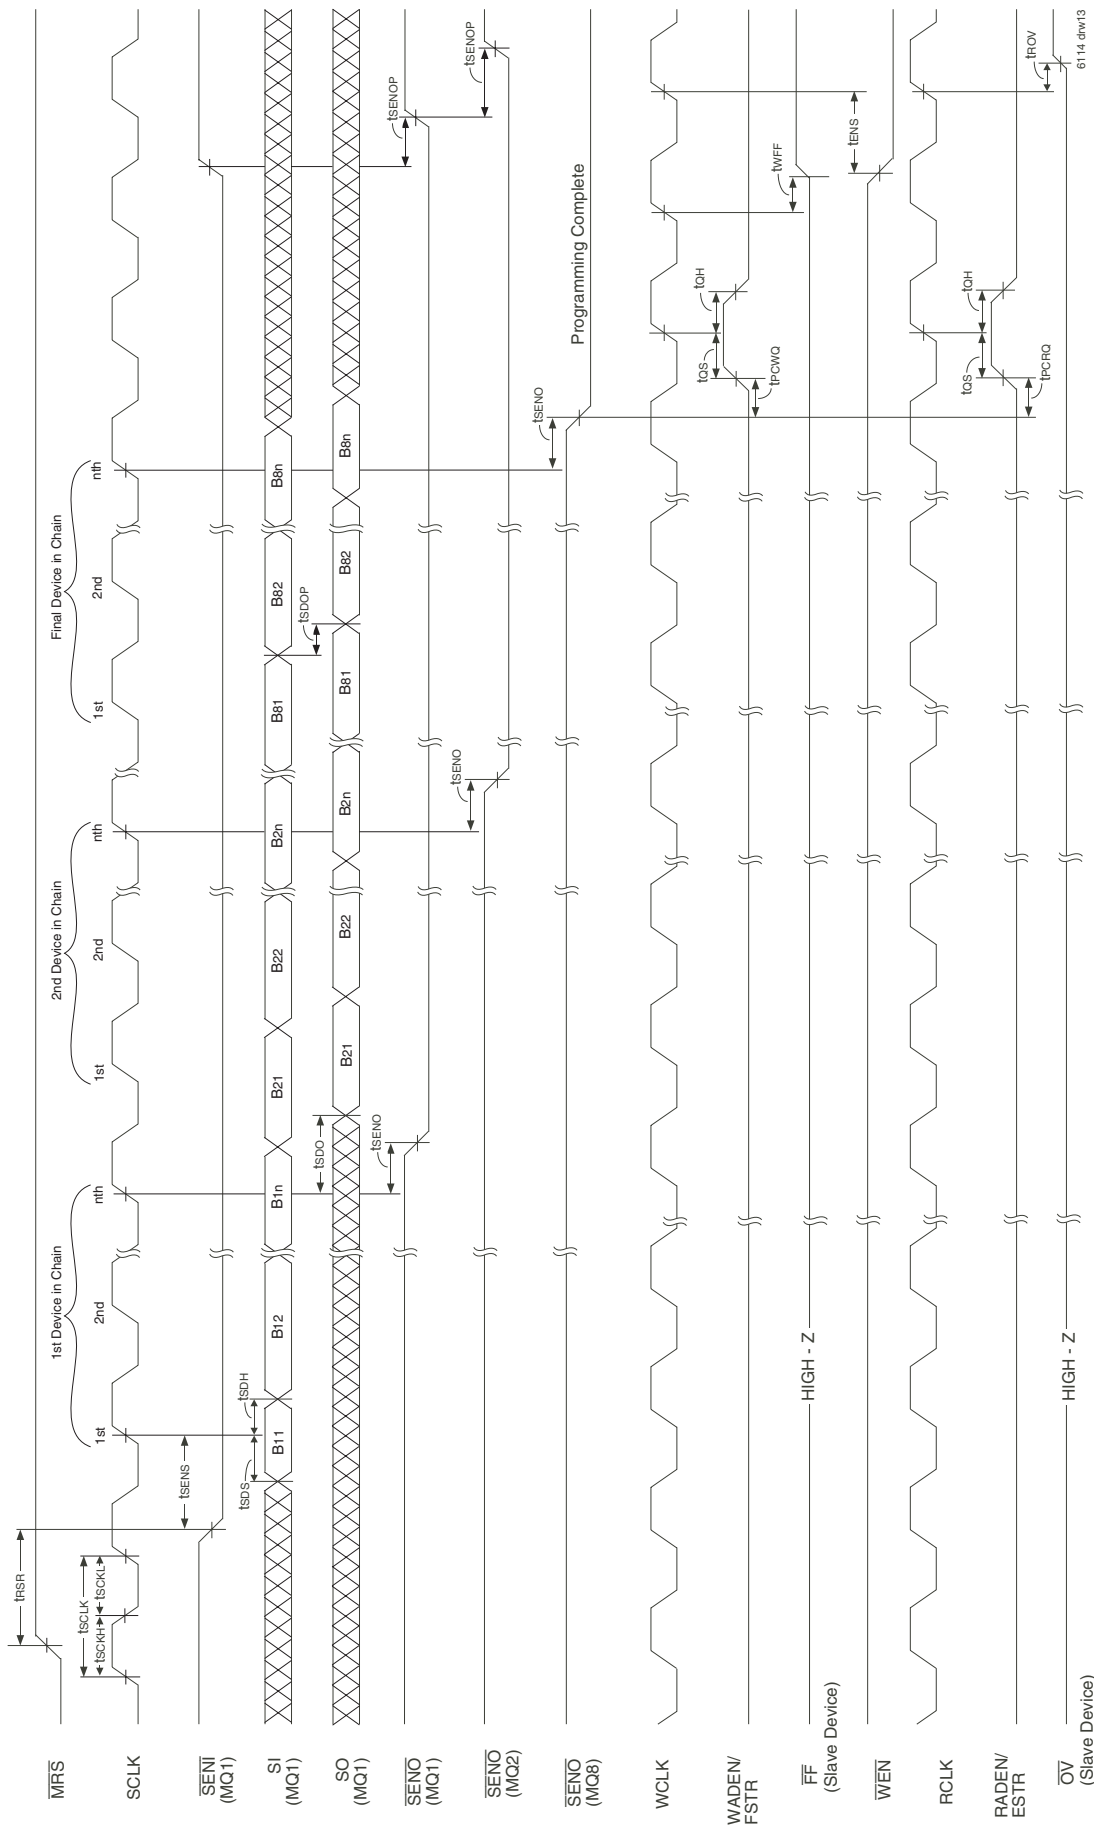 1st Device in Chain
2nd Device in Chain
Final Device in Chain
1st
2nd
nth
1st
2nd
nth
1st
2nd
nth
MRS
tRSR
SCLK
tSCLK
tSCKH
tSCKL
SENI
(MQ1)
tSENS
SI
(MQ1)
tSDS
tSDH
B11
B12
B1n
B21
B22
B2n
B81
B82
B8n
SO
(MQ1)
tSDO
tSDOP
B21
B22
B2n
B81
B82
B8n
SENO
(MQ1)
tSENO
tSENOP
SENO
(MQ2)
tSENO
tSENOP
SENO
(MQ8)
tSENO
Programming Complete
WCLK
WADEN/
FSTR
tQS
tQH
tPCWQ
FF
(Slave Device)
HIGH - Z
tWFF
WEN
tENS
RCLK
RADEN/
ESTR
tQS
tQH
tPCRQ
OV
(Slave Device)
HIGH - Z
tROV
6114 drw13